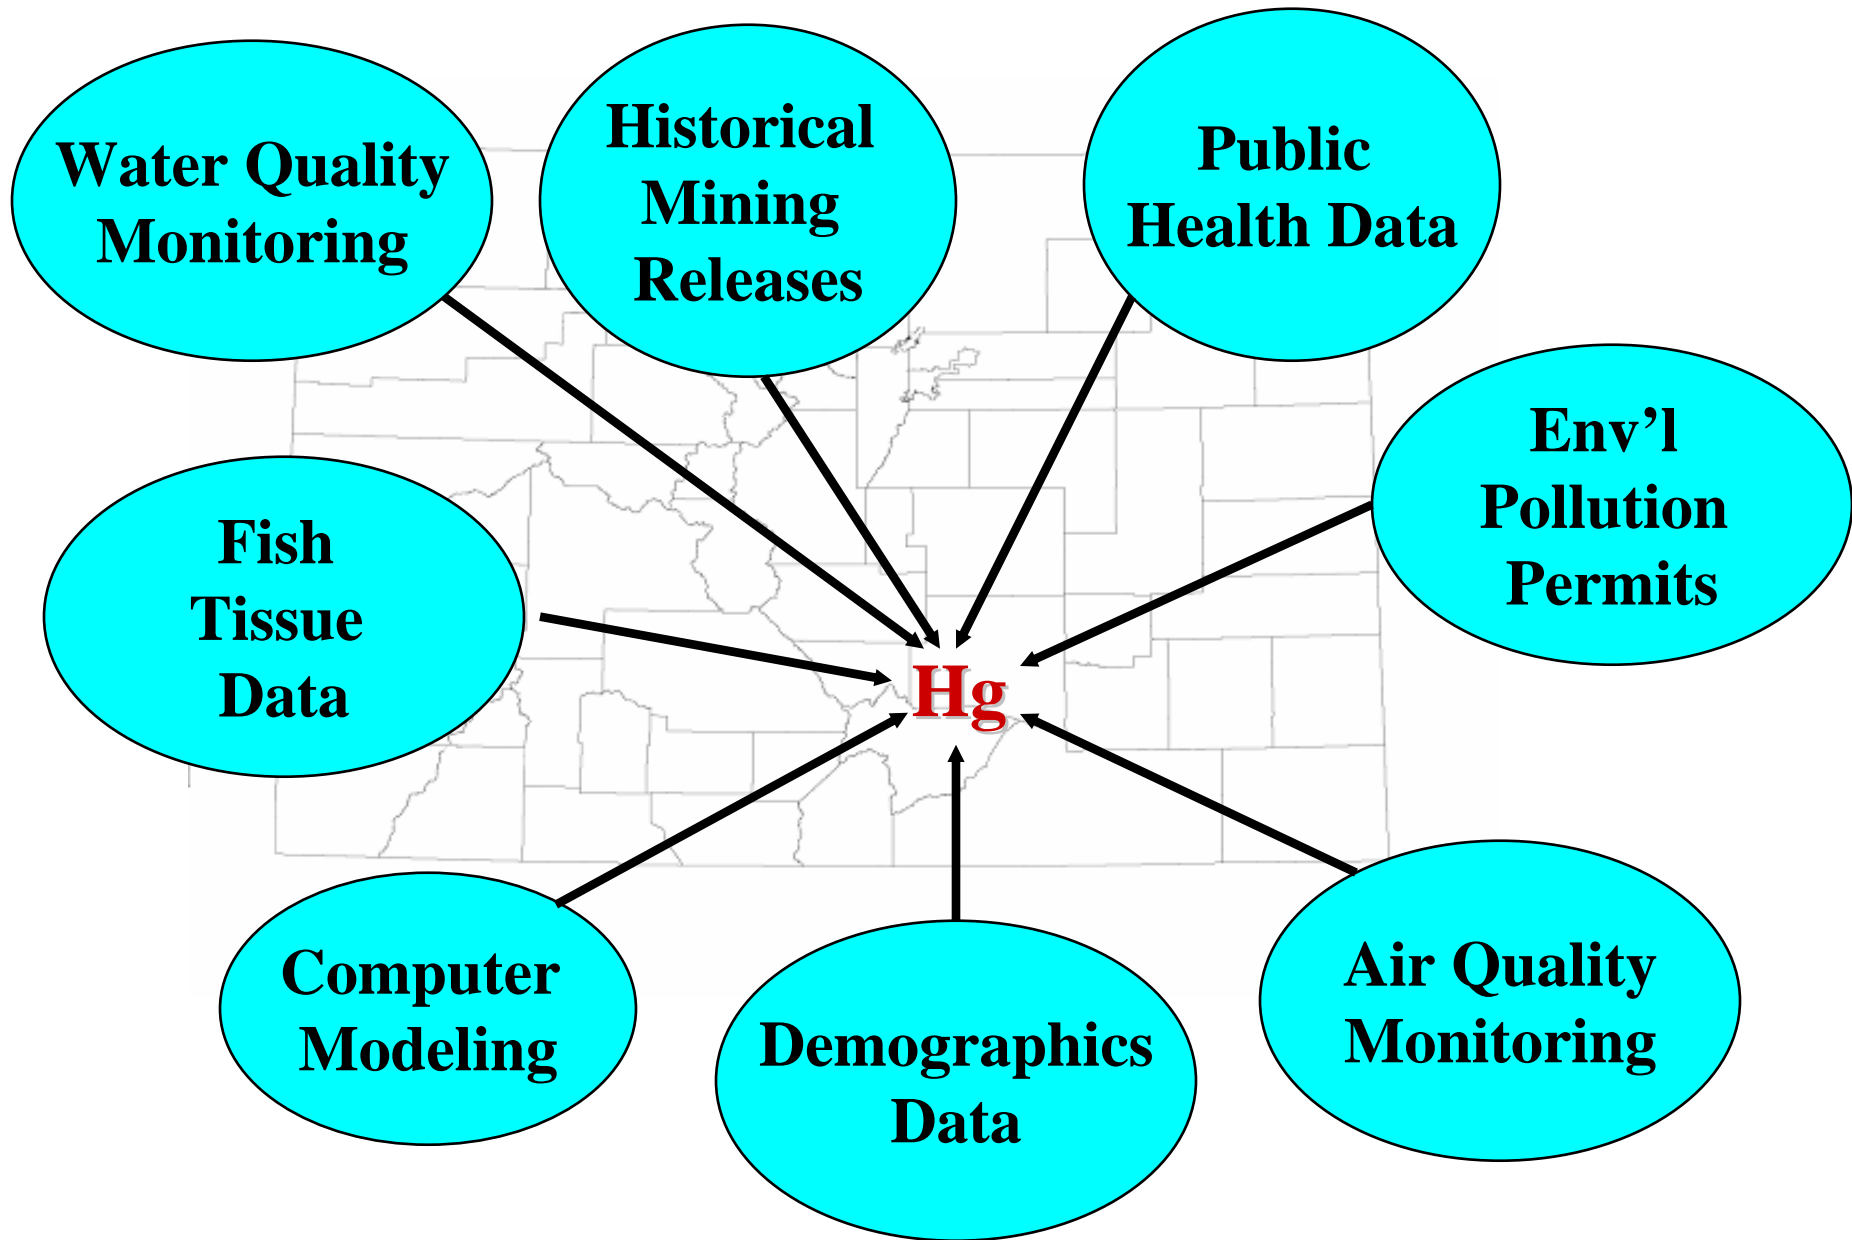 Water Quality
Monitoring
Historical
Mining
Releases
Public
Health Data
Env’l
Pollution
Permits
Fish
Tissue
Data
Hg
Computer
Modeling
Demographics
Data
Air Quality
Monitoring